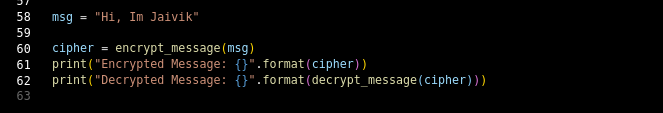 57
58 msg = "Hi, Im Jaivik"
59
60 cipher = encrypt_message(msg)
61 print("Encrypted Message: {}".format(cipher))
62 print("Decrypted Message: {}".format(decrypt_message(cipher)))
63